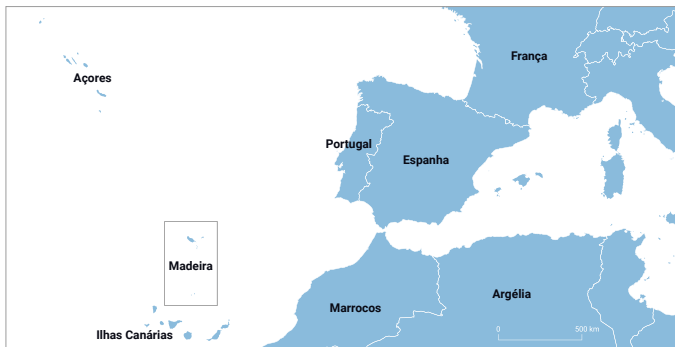 França
Açores
Portugal
Espanha
Madeira
Argélia
Marrocos
Ilhas Canárias
0 500 km